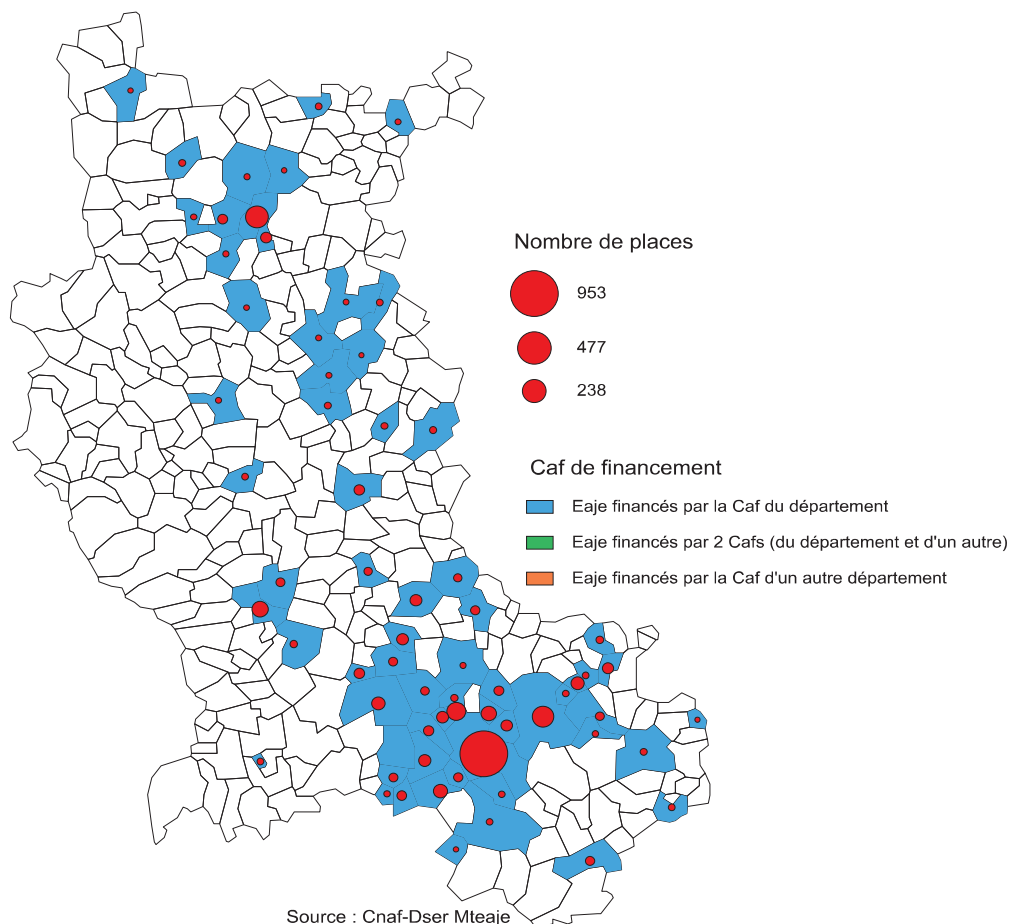 Nombre de places
953
477
238
Caf de financement
Eaje financés par la Caf du département
Eaje financés par 2 Cafs (du département et d'un autre)
Eaje financés par la Caf d'un autre département
Source : Cnaf-Dser Mteaje